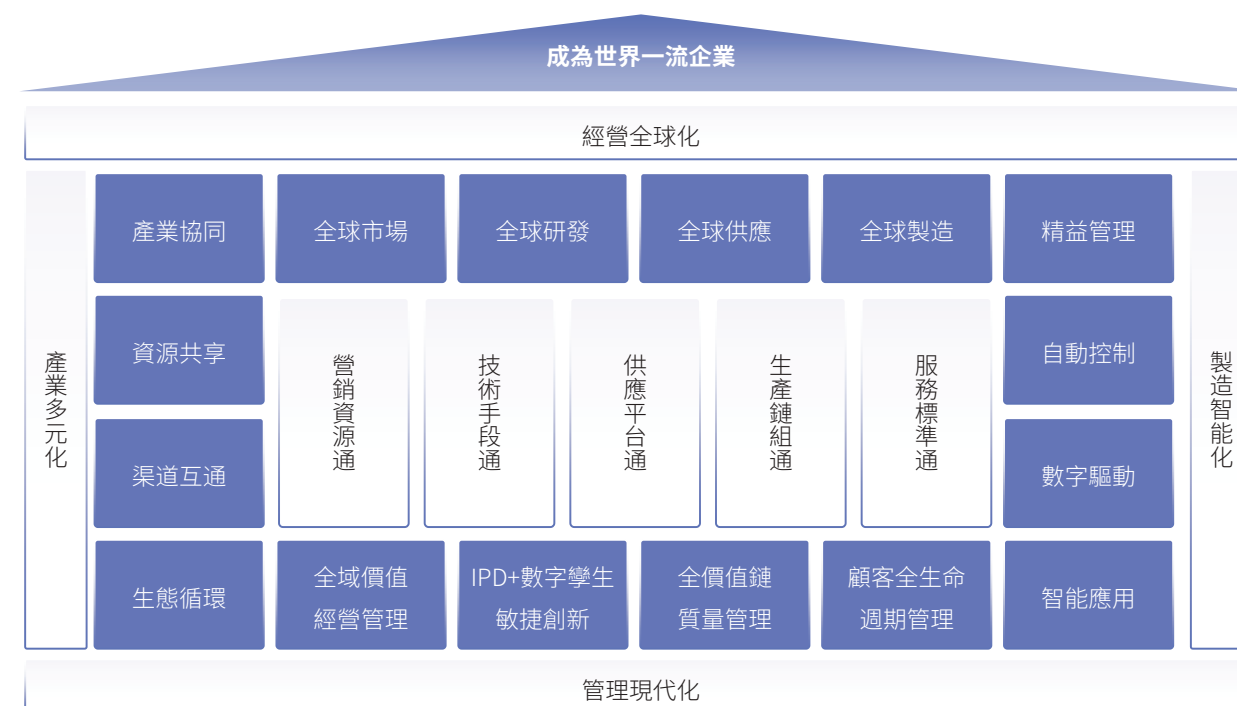 成為世界一流企業
經營全球化
產業多元化
產業協同
全球市場
全球研發
全球供應
全球製造
精益管理
資源共享
渠道互通
營銷資源通
技術手段通
供應平台通
生產鏈組通
服務標準通
自動控制
數字驅動
製造智能化
生態循環
全域價值
經營管理
IPD+數字孿生
敏捷創新
全價值鏈
質量管理
顧客全生命
週期管理
智能應用
管理現代化